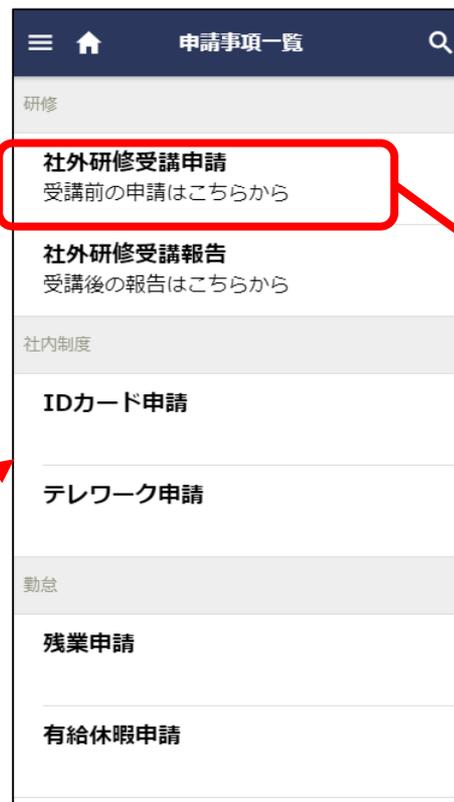 申請事項一覧
研修
社外研修受講申請
受講前の申請はこちらから
社外研修受講報告
受講後の報告はこちらから
社内制度
IDカード申請
テレワーク申請
勤怠
残業申請
有給休暇申請